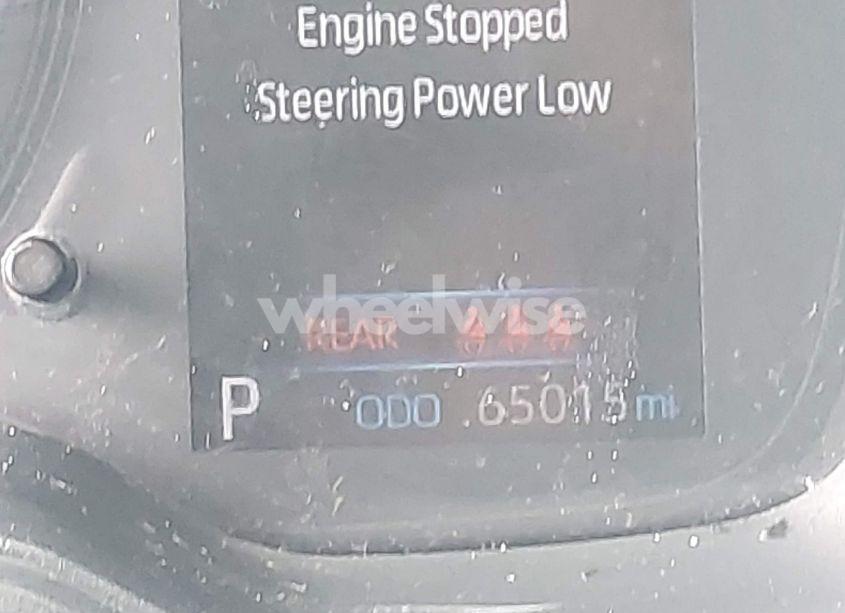 Engine Stopped
Steering Power Low
wheelwise
REAR
P ODO 65015 mi